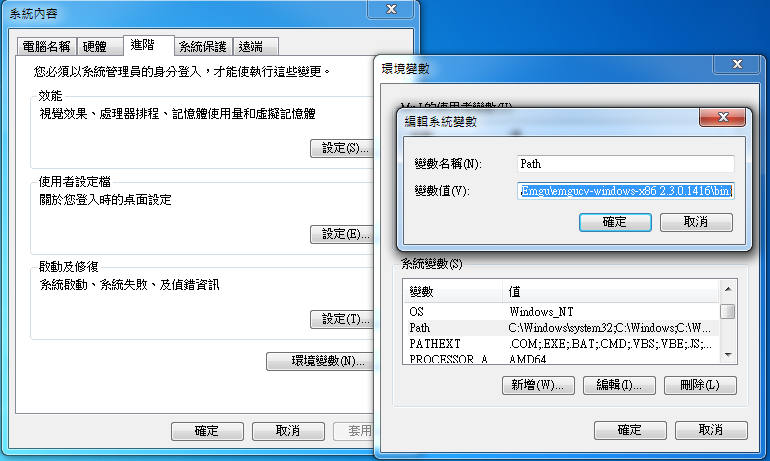 系統內容
電腦名稱 硬體 進階 系統保護 遠端
您必須以系統管理員的身分登入，才能使執行這些變更。
效能
視覺效果、處理器排程、記憶體使用量和虛擬記憶體
設定(S)...
使用者設定檔
關於您登入時的桌面設定
設定(E)...
啟動及修復
系統啟動、系統失敗、及偵錯資訊
設定(T)...
環境變數(N)...
確定 取消 套用
環境變數
的使用者變數(U)
編輯系統變數
變數名稱(N): Path
變數值(V): Emgu\emgucv-windows-x86 2.3.0.1416\bin
確定 取消
系統變數(S)
變數 值
OS Windows_NT
Path C:\Windows\system32;C:\Windows;C:\W...
PATHEXT .COM;.EXE;.BAT;.CMD;.VBS;.VBE;.JS;...
PROCESSOR_A AMD64
新增(W)... 編輯(I)... 刪除(L)
確定 取消